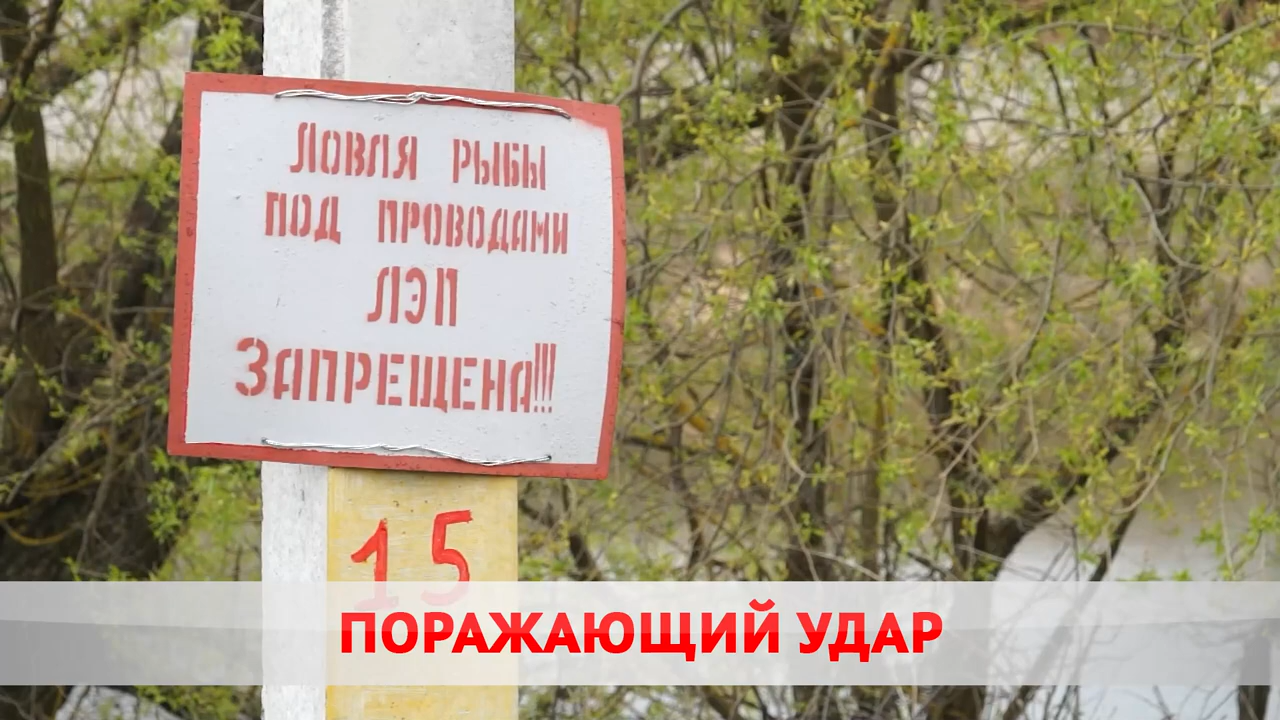 ЛОВЛЯ РЫБЫ
ПОД ПРОВОДАМИ
ЛЭП
ЗАПРЕЩЕНА!!!
15
ПОРАЖАЮЩИЙ УДАР